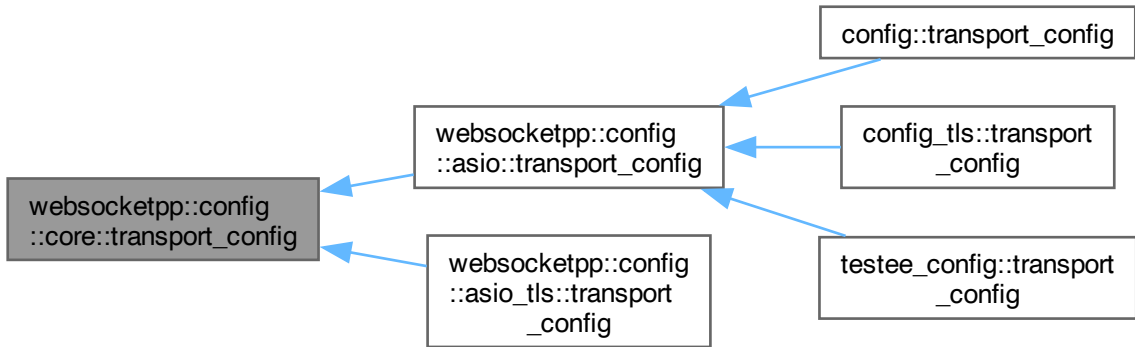 websocketpp::config
::core::transport_config
websocketpp::config
::asio::transport_config
websocketpp::config
::asio_tls::transport
_config
config::transport_config
config_tls::transport
_config
testee_config::transport
_config